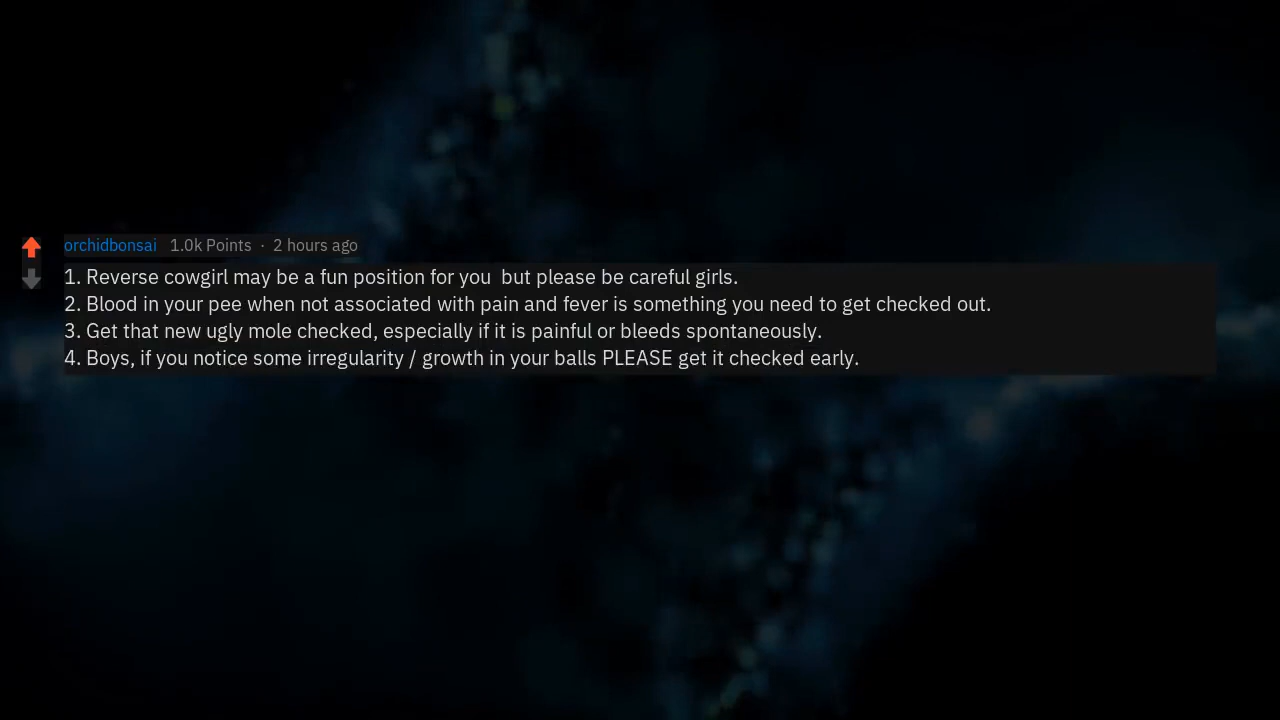 orchidbonsai 1.0k Points · 2 hours ago
1. Reverse cowgirl may be a fun position for you  but please be careful girls.
2. Blood in your pee when not associated with pain and fever is something you need to get checked out.
3. Get that new ugly mole checked, especially if it is painful or bleeds spontaneously.
4. Boys, if you notice some irregularity / growth in your balls PLEASE get it checked early.